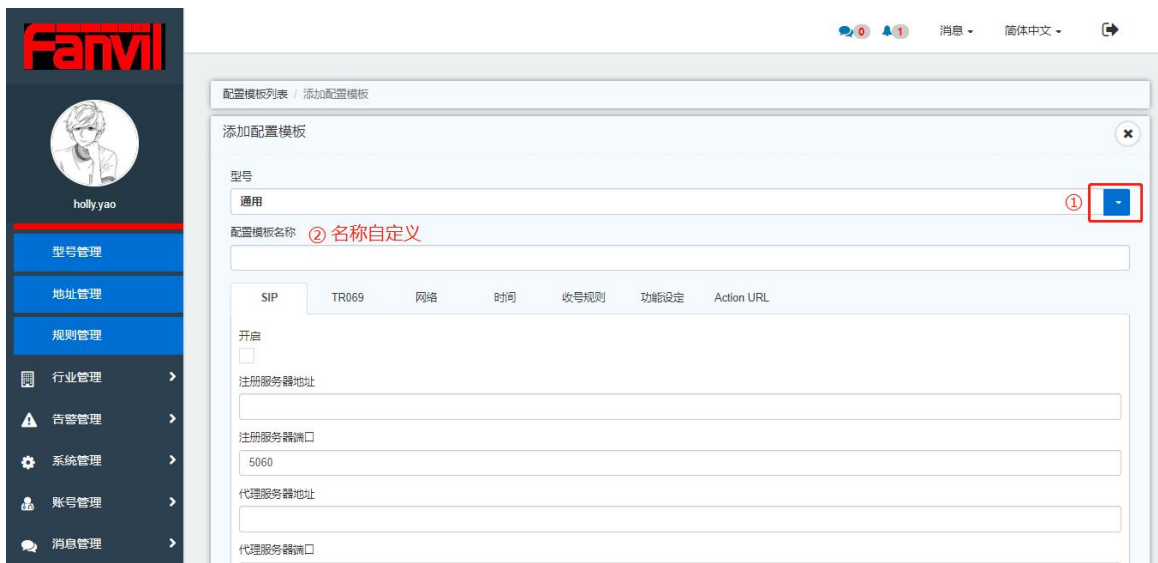 Fanvil
0 1 消息 简体中文
配置模板列表 / 添加配置模板
添加配置模板
型号
通用 ①
配置模板名称 ② 名称自定义
SIP TR069 网络 时间 收号规则 功能设定 Action URL
开启
注册服务器地址
注册服务器端口
5060
代理服务器地址
代理服务器端口
holly.yao
型号管理
地址管理
规则管理
行业管理
告警管理
系统管理
账号管理
消息管理